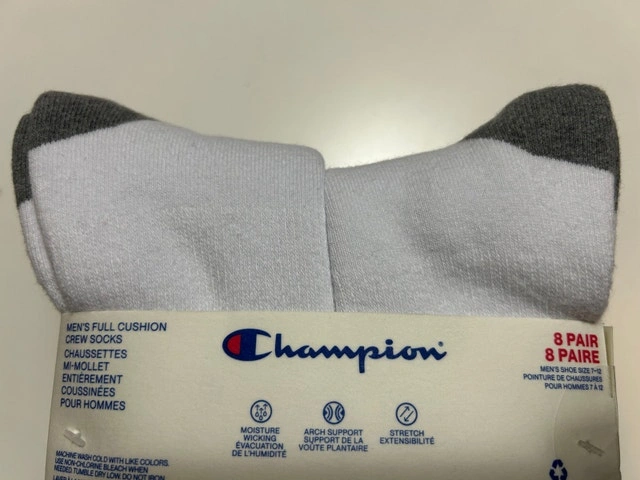 MEN'S FULL CUSHION
CREW SOCKS
CHAUSSETTES
MI-MOLLET
ENTIÈREMENT
COUSSINÉES
POUR HOMMES
Champion
8 PAIR
8 PAIRE
MEN'S SHOE SIZE 7-12
POINTURE DE CHAUSSURES
POUR HOMMES 7 À 12
MOISTURE
WICKING
ÉVACUATION
DE L'HUMIDITÉ
ARCH SUPPORT
SUPPORT DE LA
VOÛTE PLANTAIRE
STRETCH
EXTENSIBILITÉ
MACHINE WASH COLD WITH LIKE COLORS.
USE NON-CHLORINE BLEACH WHEN
NEEDED. TUMBLE DRY LOW. DO NOT IRON.